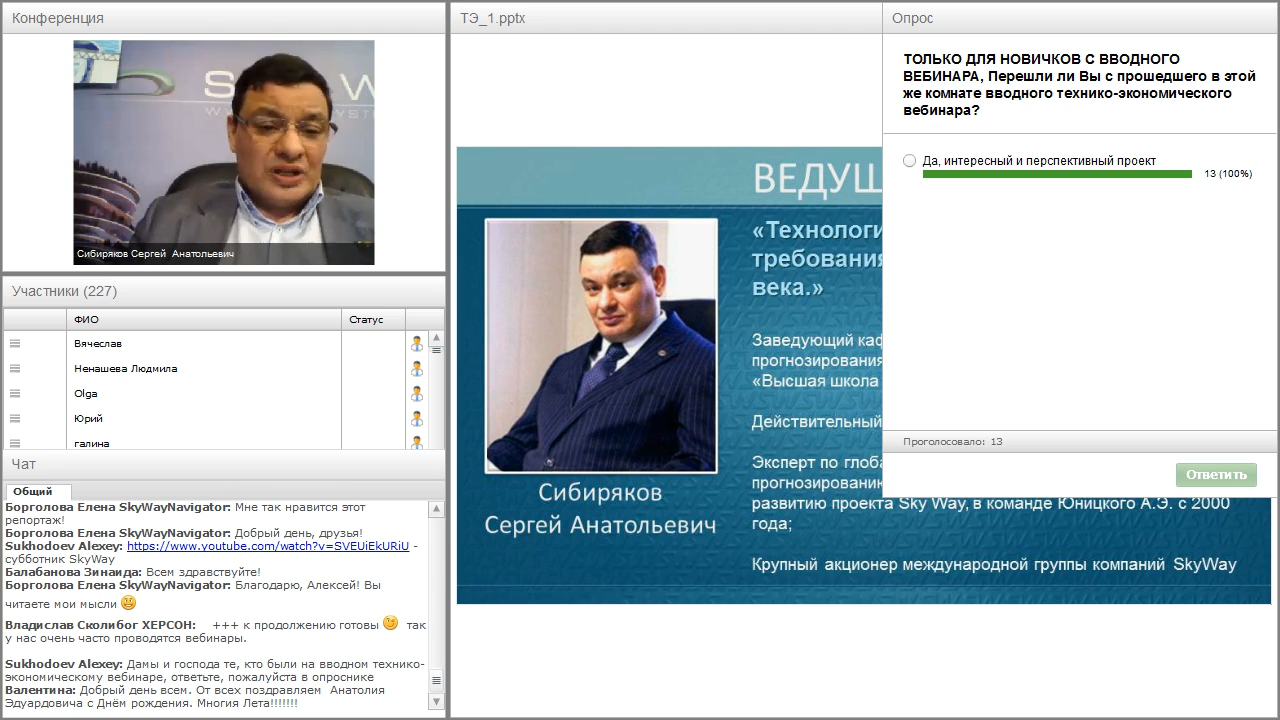 Конференция
Сибиряков Сергей Анатольевич
Участники (227)
ФИО Статус
Вячеслав
Ненашева Людмила
Olga
Юрий
галина
Чат
Общий
Борголова Елена SkyWayNavigator: Мне так нравится этот
репортаж!
Борголова Елена SkyWayNavigator: Добрый день, друзья!
Sukhodoev Alexey: https://www.youtube.com/watch?v=SVEUiEkURiU -
субботник SkyWay
Балабанова Зинаида: Всем здравствуйте!
Борголова Елена SkyWayNavigator: Благодарю, Алексей! Вы
читаете мои мысли
Владислав Сколибог ХЕРСОН: +++ к продолжению готовы так
у нас очень часто проводятся вебинары.
Sukhodoev Alexey: Дамы и господа те, кто были на вводном технико-
экономическом вебинаре, ответьте, пожалуйста в опроснике
Валентина: Добрый день всем. От всех поздравляем Анатолия
Эдуардовича с Днём рождения. Многия Лета!!!!!!!
ТЭ_1.pptx
ВЕДУЩ
«Технологи
требования
века.»
Заведующий каф
прогнозирования
«Высшая школа
Действительный
Эксперт по глоба
прогнозированию
развитию проекта Sky Way, в команде Юницкого А.Э. с 2000
года;
Крупный акционер международной группы компаний SkyWay
Сибиряков
Сергей Анатольевич
Опрос
ТОЛЬКО ДЛЯ НОВИЧКОВ С ВВОДНОГО
ВЕБИНАРА, Перешли ли Вы с прошедшего в этой
же комнате вводного технико-экономического
вебинара?
Да, интересный и перспективный проект
13 (100%)
Проголосовало: 13
Ответить